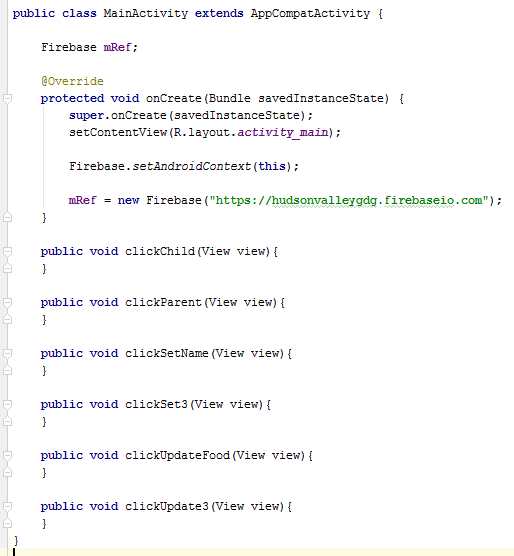 public class MainActivity extends AppCompatActivity {
Firebase mRef;
@Override
protected void onCreate(Bundle savedInstanceState) {
super.onCreate(savedInstanceState);
setContentView(R.layout.activity_main);
Firebase.setAndroidContext(this);
mRef = new Firebase("https://hudsonvalleygdg.firebaseio.com");
}
public void clickChild(View view){
}
public void clickParent(View view){
}
public void clickSetName(View view){
}
public void clickSet3(View view){
}
public void clickUpdateFood(View view){
}
public void clickUpdate3(View view){
}
}